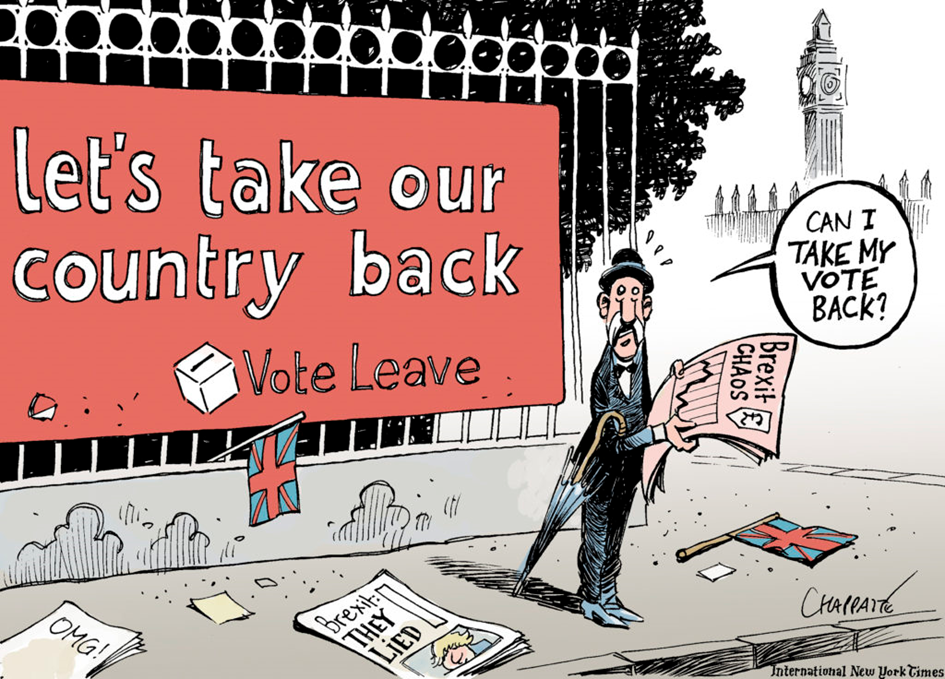 let's take our
country back
Vote Leave
CAN I
TAKE MY
VOTE
BACK?
Brexit
CHAOS
£
OMG!
Brexit:
THEY
LIED
CHAPPATTE
International New York Times